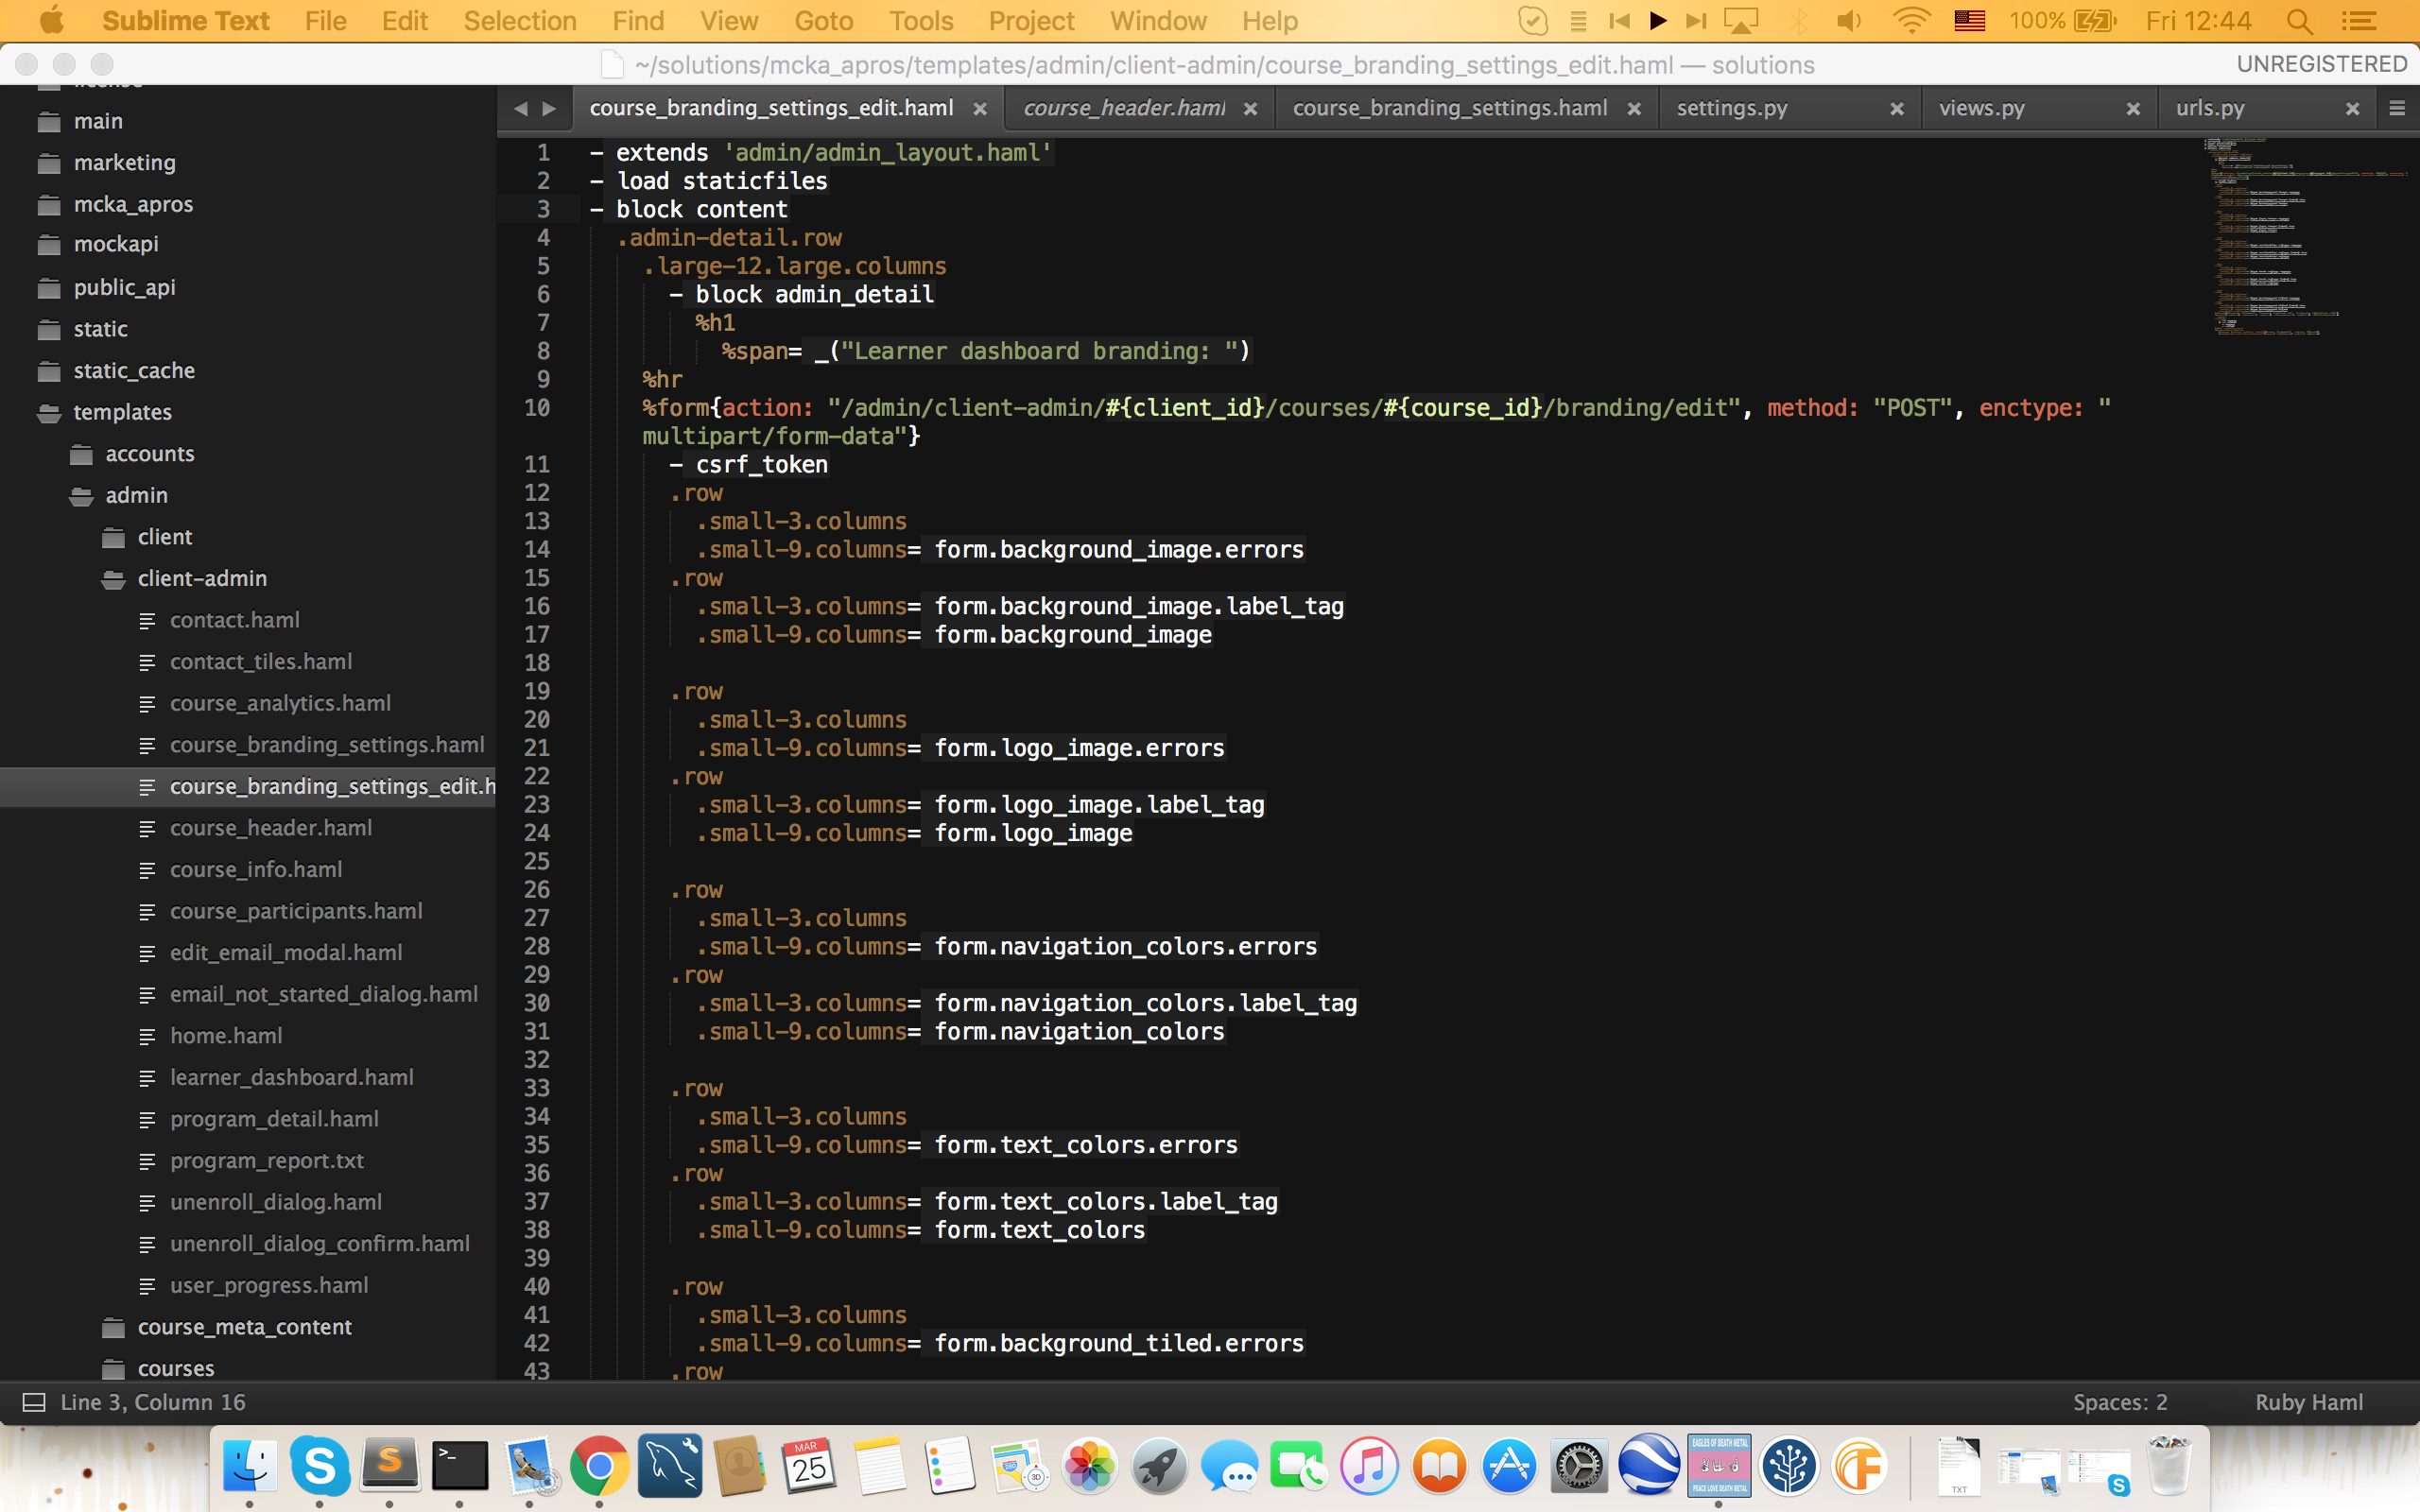 Sublime Text File Edit Selection Find View Goto Tools Project Window Help 100% Fri 12:44
~/solutions/mcka_apros/templates/admin/client-admin/course_branding_settings_edit.haml — solutions UNREGISTERED
license
main
marketing
mcka_apros
mockapi
public_api
static
static_cache
templates
accounts
admin
client
client-admin
contact.haml
contact_tiles.haml
course_analytics.haml
course_branding_settings.haml
course_branding_settings_edit.h
course_header.haml
course_info.haml
course_participants.haml
edit_email_modal.haml
email_not_started_dialog.haml
home.haml
learner_dashboard.haml
program_detail.haml
program_report.txt
unenroll_dialog.haml
unenroll_dialog_confirm.haml
user_progress.haml
course_meta_content
courses
course_branding_settings_edit.haml course_header.haml course_branding_settings.haml settings.py views.py urls.py
1 - extends 'admin/admin_layout.haml'
2 - load staticfiles
3 - block content
4 .admin-detail.row
5 .large-12.large.columns
6 - block admin_detail
7 %h1
8 %span= _("Learner dashboard branding: ")
9 %hr
10 %form{action: "/admin/client-admin/#{client_id}/courses/#{course_id}/branding/edit", method: "POST", enctype: "
multipart/form-data"}
11 - csrf_token
12 .row
13 .small-3.columns
14 .small-9.columns= form.background_image.errors
15 .row
16 .small-3.columns= form.background_image.label_tag
17 .small-9.columns= form.background_image
18
19 .row
20 .small-3.columns
21 .small-9.columns= form.logo_image.errors
22 .row
23 .small-3.columns= form.logo_image.label_tag
24 .small-9.columns= form.logo_image
25
26 .row
27 .small-3.columns
28 .small-9.columns= form.navigation_colors.errors
29 .row
30 .small-3.columns= form.navigation_colors.label_tag
31 .small-9.columns= form.navigation_colors
32
33 .row
34 .small-3.columns
35 .small-9.columns= form.text_colors.errors
36 .row
37 .small-3.columns= form.text_colors.label_tag
38 .small-9.columns= form.text_colors
39
40 .row
41 .small-3.columns
42 .small-9.columns= form.background_tiled.errors
43 .row
Line 3, Column 16 Spaces: 2 Ruby Haml
MAR
25
280
3D
EAGLES OF DEATH METAL
PEACE LOVE DEATH METAL
TXT